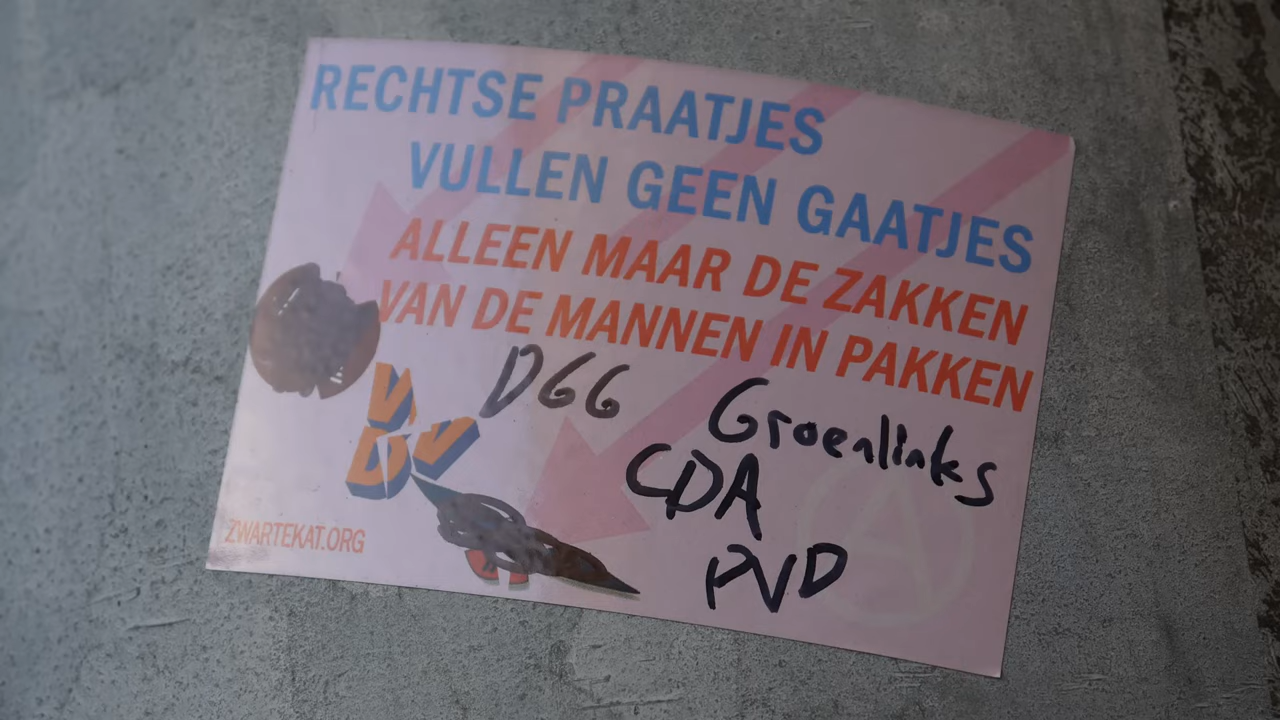 RECHTSE PRAATJES
VULLEN GEEN GAATJES
ALLEEN MAAR DE ZAKKEN
VAN DE MANNEN IN PAKKEN
VVD
D66
Groenlinks
CDA
PVD
ZWARTEKAT.ORG